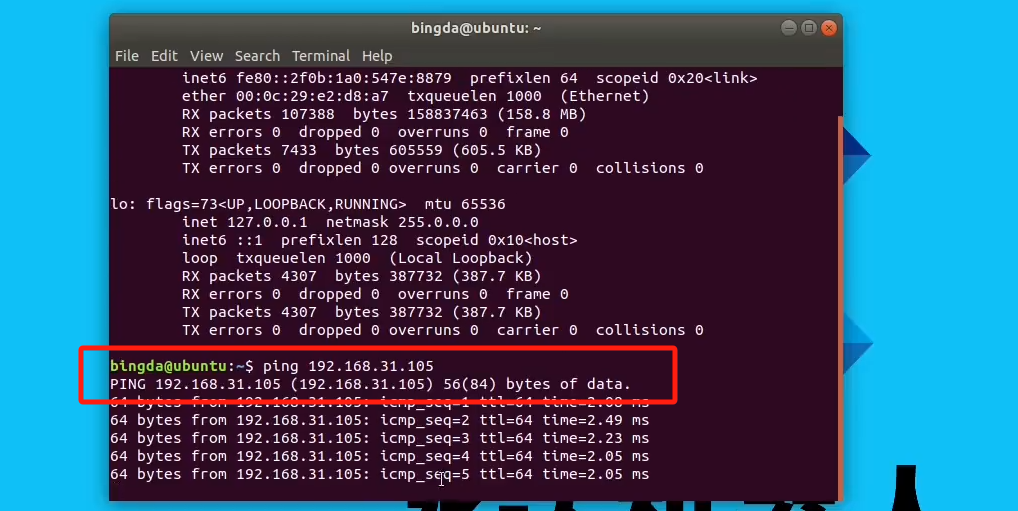 bingda@ubuntu: ~
File Edit View Search Terminal Help
inet6 fe80::2f0b:1a0:547e:8879 prefixlen 64 scopeid 0x20<link>
ether 00:0c:29:e2:d8:a7 txqueuelen 1000 (Ethernet)
RX packets 107388 bytes 158837463 (158.8 MB)
RX errors 0 dropped 0 overruns 0 frame 0
TX packets 7433 bytes 605559 (605.5 KB)
TX errors 0 dropped 0 overruns 0 carrier 0 collisions 0
lo: flags=73<UP,LOOPBACK,RUNNING> mtu 65536
inet 127.0.0.1 netmask 255.0.0.0
inet6 ::1 prefixlen 128 scopeid 0x10<host>
loop txqueuelen 1000 (Local Loopback)
RX packets 4307 bytes 387732 (387.7 KB)
RX errors 0 dropped 0 overruns 0 frame 0
TX packets 4307 bytes 387732 (387.7 KB)
TX errors 0 dropped 0 overruns 0 carrier 0 collisions 0
bingda@ubuntu:~$ ping 192.168.31.105
PING 192.168.31.105 (192.168.31.105) 56(84) bytes of data.
64 bytes from 192.168.31.105: icmp_seq=1 ttl=64 time=2.08 ms
64 bytes from 192.168.31.105: icmp_seq=2 ttl=64 time=2.49 ms
64 bytes from 192.168.31.105: icmp_seq=3 ttl=64 time=2.23 ms
64 bytes from 192.168.31.105: icmp_seq=4 ttl=64 time=2.05 ms
64 bytes from 192.168.31.105: icmp_seq=5 ttl=64 time=2.05 ms